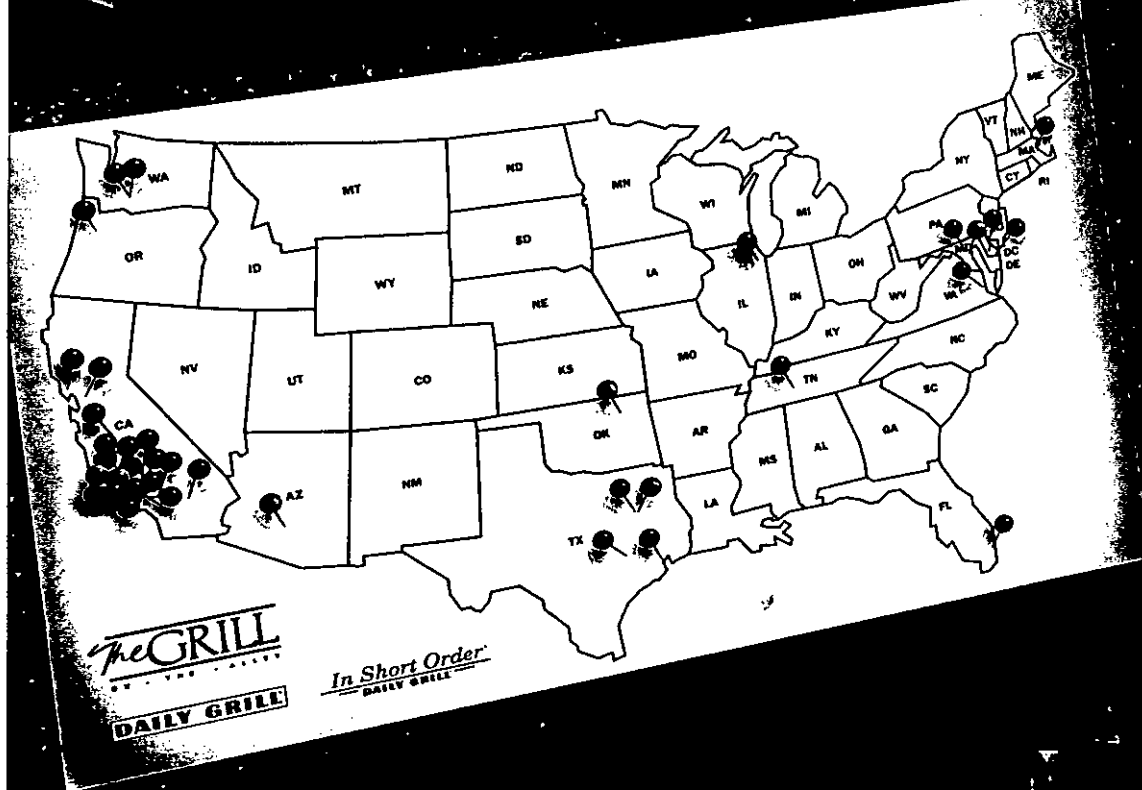 ME
VT
NH
WA
NY
MA
MT
ND
MN
CT
RI
WI
MI
OR
SD
PA
ID
MD
DC
WY
IA
OH
DE
NE
IL
IN
WV
VA
NV
UT
CO
KS
MO
KY
NC
CA
TN
SC
OK
AR
GA
AZ
NM
MS
AL
LA
FL
TX
The GRILL
ON • THE • ALLEY
In Short Order
DAILY GRILL
DAILY GRILL